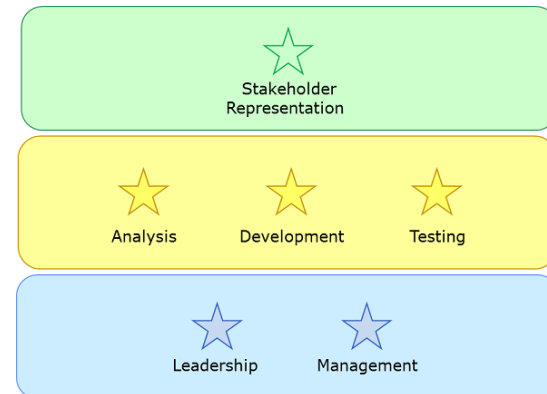 Stakeholder
Representation
Analysis Development Testing
Leadership Management